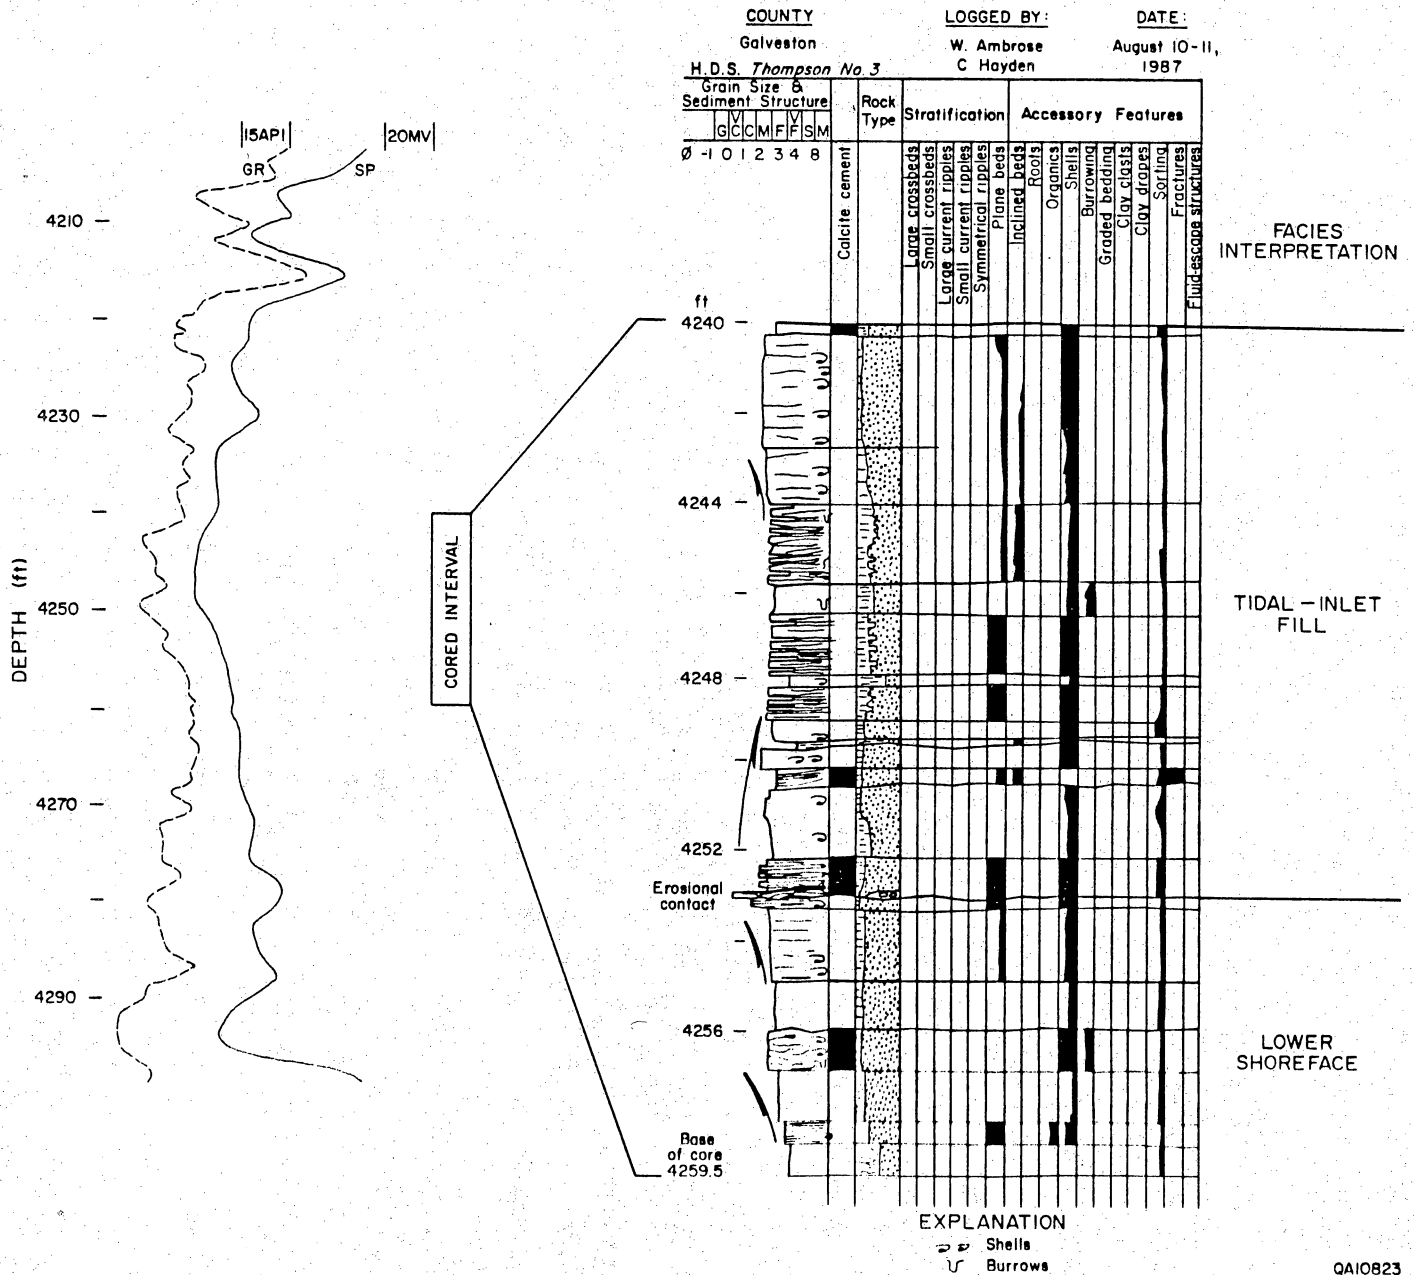 COUNTY
Galveston
LOGGED BY:
W. Ambrose
C Hayden
DATE:
August 10-11,
1987
H.D.S. Thompson No. 3
Grain Size &
Sediment Structure
G VC C M F VF S M
Ø -1 0 1 2 3 4 8
Calcite cement
Rock
Type
Stratification
Accessory Features
Large crossbeds
Small crossbeds
Large current ripples
Small current ripples
Symmetrical ripples
Plane beds
Inclined beds
Roots
Organics
Shells
Burrowing
Graded bedding
Clay clasts
Clay drapes
Sorting
Fractures
Fluid-escape structures
FACIES
INTERPRETATION
15API
20MV
GR
SP
DEPTH (ft)
4210
4230
4250
4270
4290
CORED INTERVAL
ft
4240
4244
4248
4252
Erosional
contact
4256
Base
of core
4259.5
TIDAL-INLET
FILL
LOWER
SHOREFACE
EXPLANATION
Shells
Burrows
QA10823